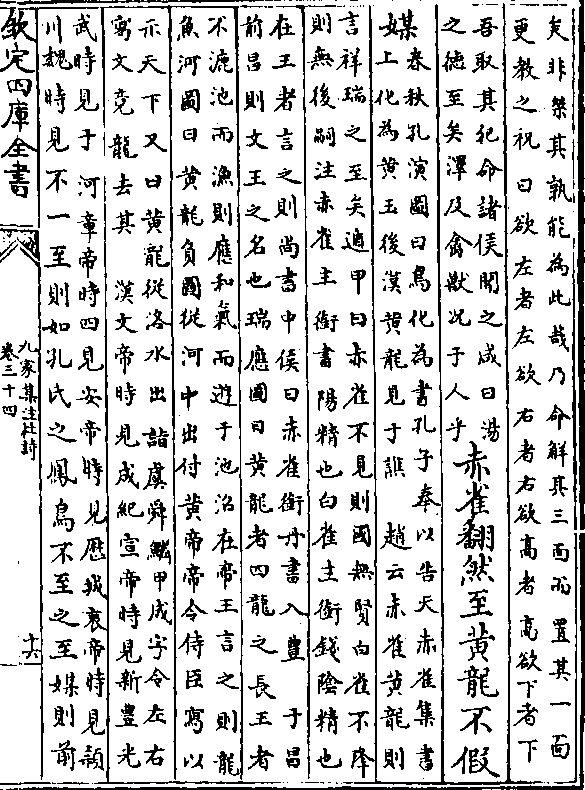 矣非桀其孰能為此哉乃命解其三面而置其一面
更教之祝曰欲左者左欲右者右欲高者高欲下者下
吾取其犯命諸侯聞之咸曰湯
之徳至矣澤及禽獸况于人乎
赤雀翻然至黄龍不假
媒
春秋孔演圖曰鳥化為書孔子奉以告天赤雀集書
上化為黄玉後漢黄龍見于譙　趙云赤雀黄龍則
言祥瑞之至矣遁甲曰赤雀不見則國無賢白雀不降
則無後嗣注赤雀主銜書陽精也白雀主銜錢陰精也
在王者言之則尚書中侯曰赤雀銜丹書入豐　于昌
前昌則文王之名也瑞應圖曰黄龍者四龍之長王者
不漉池而漁則應和氣而遊于池沼在帝王言之則龍
魚河圖曰黄龍負圖從河中出付黄帝帝令侍臣寫以
示天下又曰黄龍從洛水出詣虞舜鱗甲成字令左右
寫文竟龍去其　漢文帝時見成紀宣帝時見新豐光
武時見于河章帝時四見安帝時見歴城哀帝時見潁
川魏時見不一至則如孔氏之鳳鳥不至之至媒則前
欽定四庫全書
九家集注杜詩
卷三十四
十六